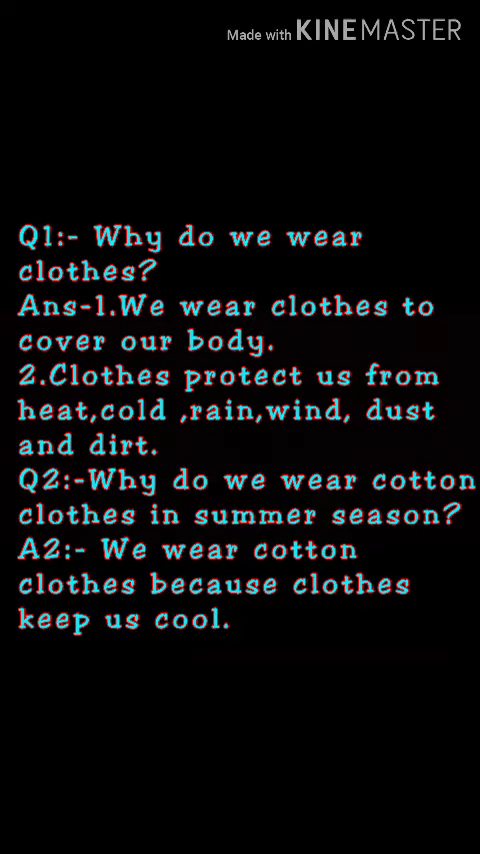 Made with KINEMASTER
Q1:- Why do we wear
clothes?
Ans-1.We wear clothes to
cover our body.
2.Clothes protect us from
heat,cold ,rain,wind, dust
and dirt.
Q2:-Why do we wear cotton
clothes in summer season?
A2:- We wear cotton
clothes because clothes
keep us cool.